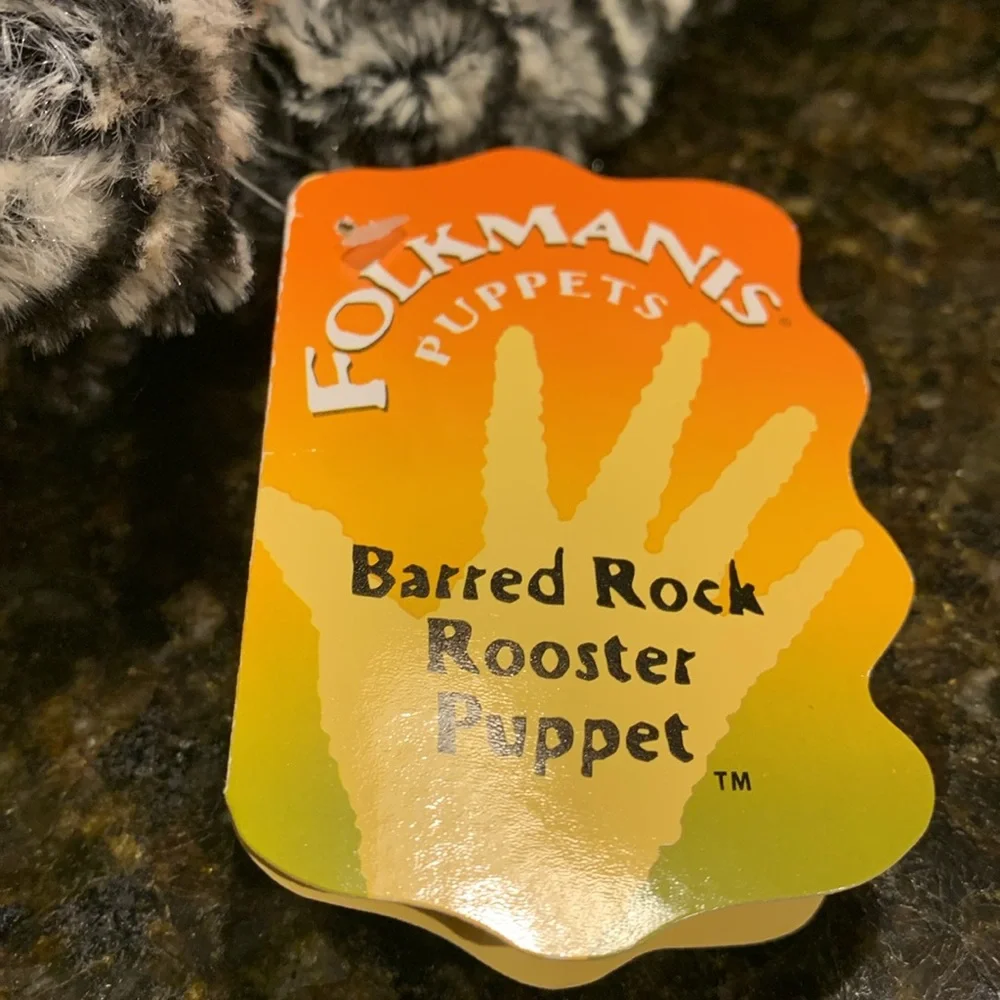 FOLKMANIS
PUPPETS
Barred Rock
Rooster
Puppet
™